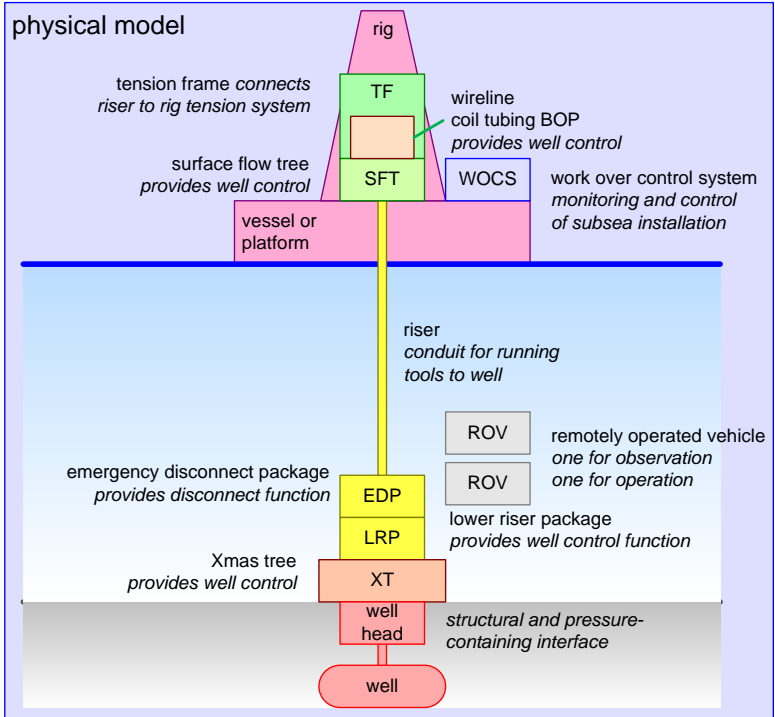 physical model
rig
tension frame connects
riser to rig tension system
TF
wireline
coil tubing BOP
provides well control
surface flow tree
provides well control
SFT
WOCS
work over control system
monitoring and control
of subsea installation
vessel or
platform
riser
conduit for running
tools to well
ROV
ROV
remotely operated vehicle
one for observation
one for operation
emergency disconnect package
provides disconnect function
EDP
lower riser package
provides well control function
LRP
Xmas tree
provides well control
XT
well
head
structural and pressure-
containing interface
well